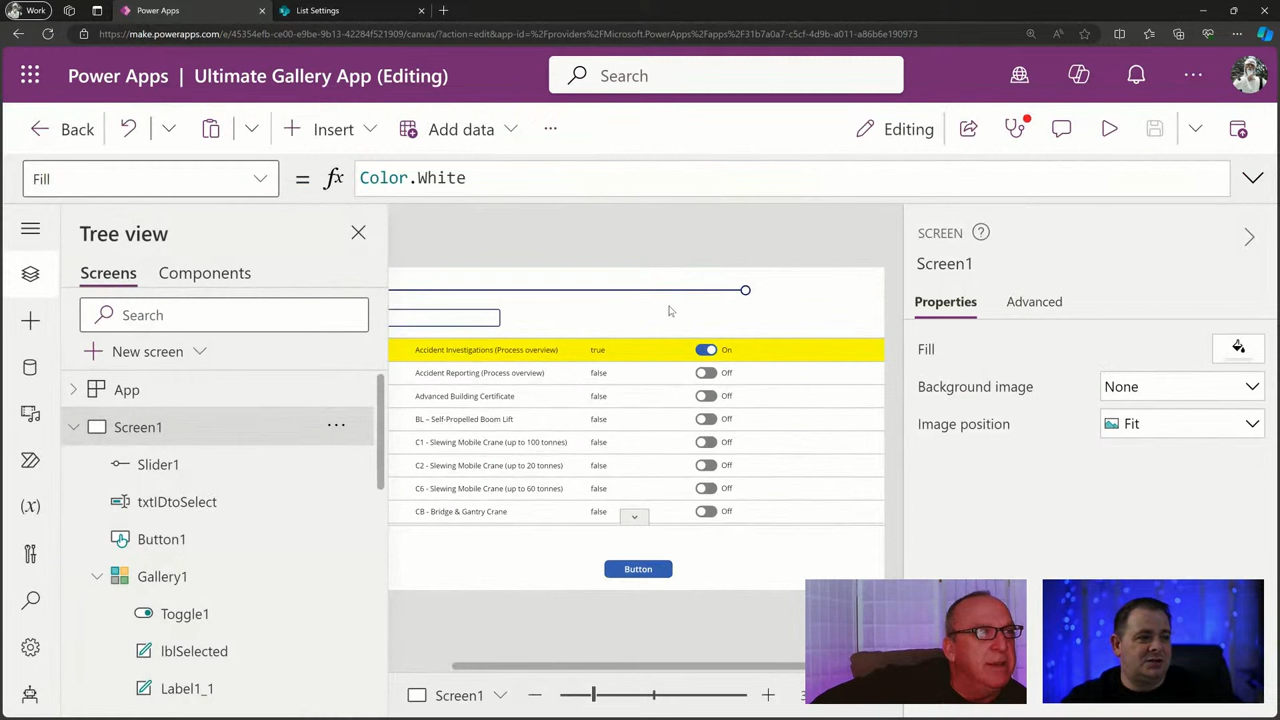 Work
Power Apps
List Settings
https://make.powerapps.com/e/45354efb-ce00-e9be-9b13-42284f521909/canvas/?action=edit&app-id=%2Fproviders%2FMicrosoft.PowerApps%2Fapps%2F31b7a0a7-c5cf-4d9b-a011-a86b6e190973
Power Apps | Ultimate Gallery App (Editing)
Search
Back
Insert
Add data
Editing
Fill
= fx Color.White
Tree view
Screens
Components
Search
New screen
App
Screen1
Slider1
txtIDtoSelect
Button1
Gallery1
Toggle1
lblSelected
Label1_1
Accident Investigations (Process overview) true On
Accident Reporting (Process overview) false Off
Advanced Building Certificate false Off
BL – Self-Propelled Boom Lift false Off
C1 - Slewing Mobile Crane (up to 100 tonnes) false Off
C2 - Slewing Mobile Crane (up to 20 tonnes) false Off
C6 - Slewing Mobile Crane (up to 60 tonnes) false Off
CB - Bridge & Gantry Crane false Off
Button
Screen1
SCREEN
Screen1
Properties
Advanced
Fill
Background image None
Image position Fit